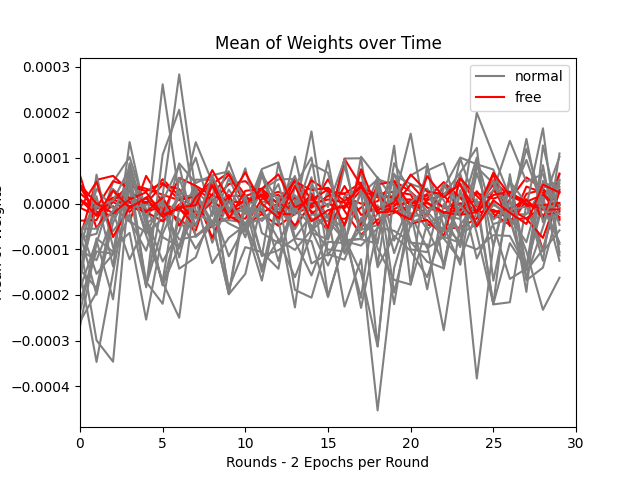 Mean of Weights over Time
normal
free
0.0003
0.0002
0.0001
0.0000
−0.0001
−0.0002
−0.0003
−0.0004
0 5 10 15 20 25 30
Rounds - 2 Epochs per Round